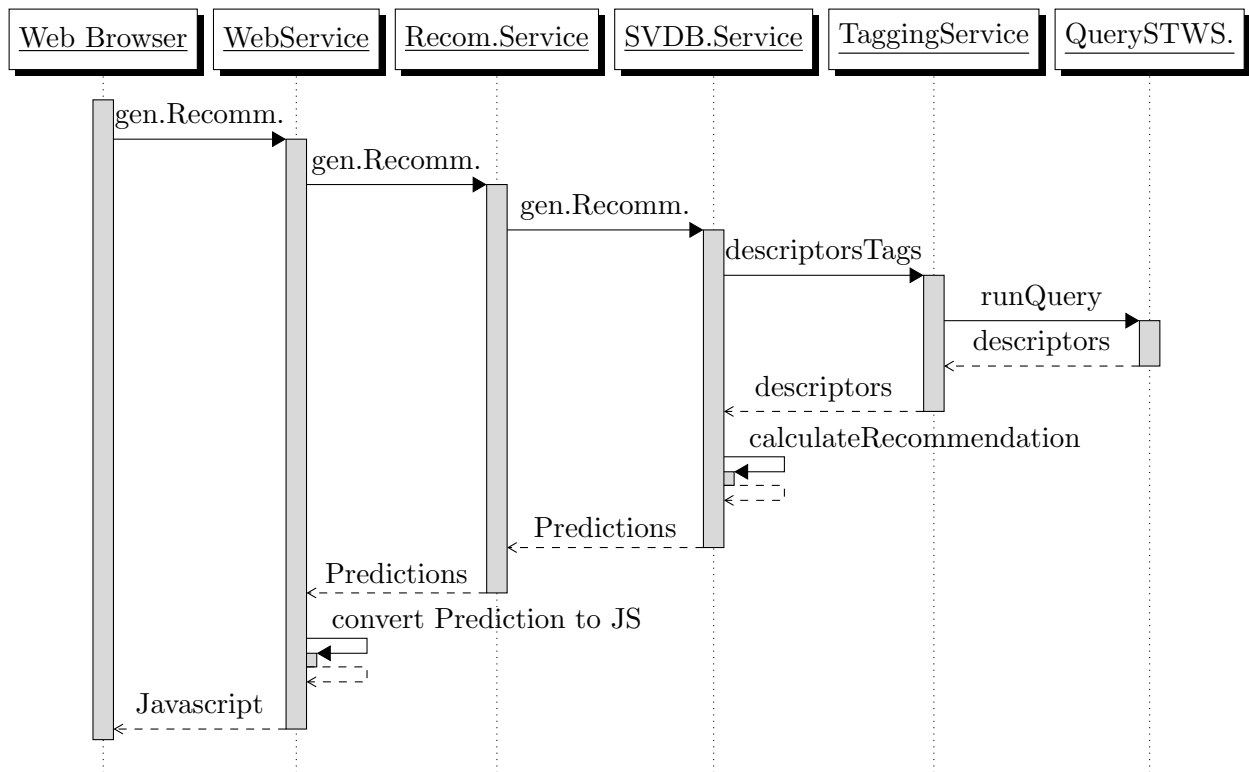 Web Browser
WebService
Recom.Service
SVDB.Service
TaggingService
QuerySTWS.
gen.Recomm.
gen.Recomm.
gen.Recomm.
descriptorsTags
runQuery
descriptors
descriptors
calculateRecommendation
Predictions
Predictions
convert Prediction to JS
Javascript